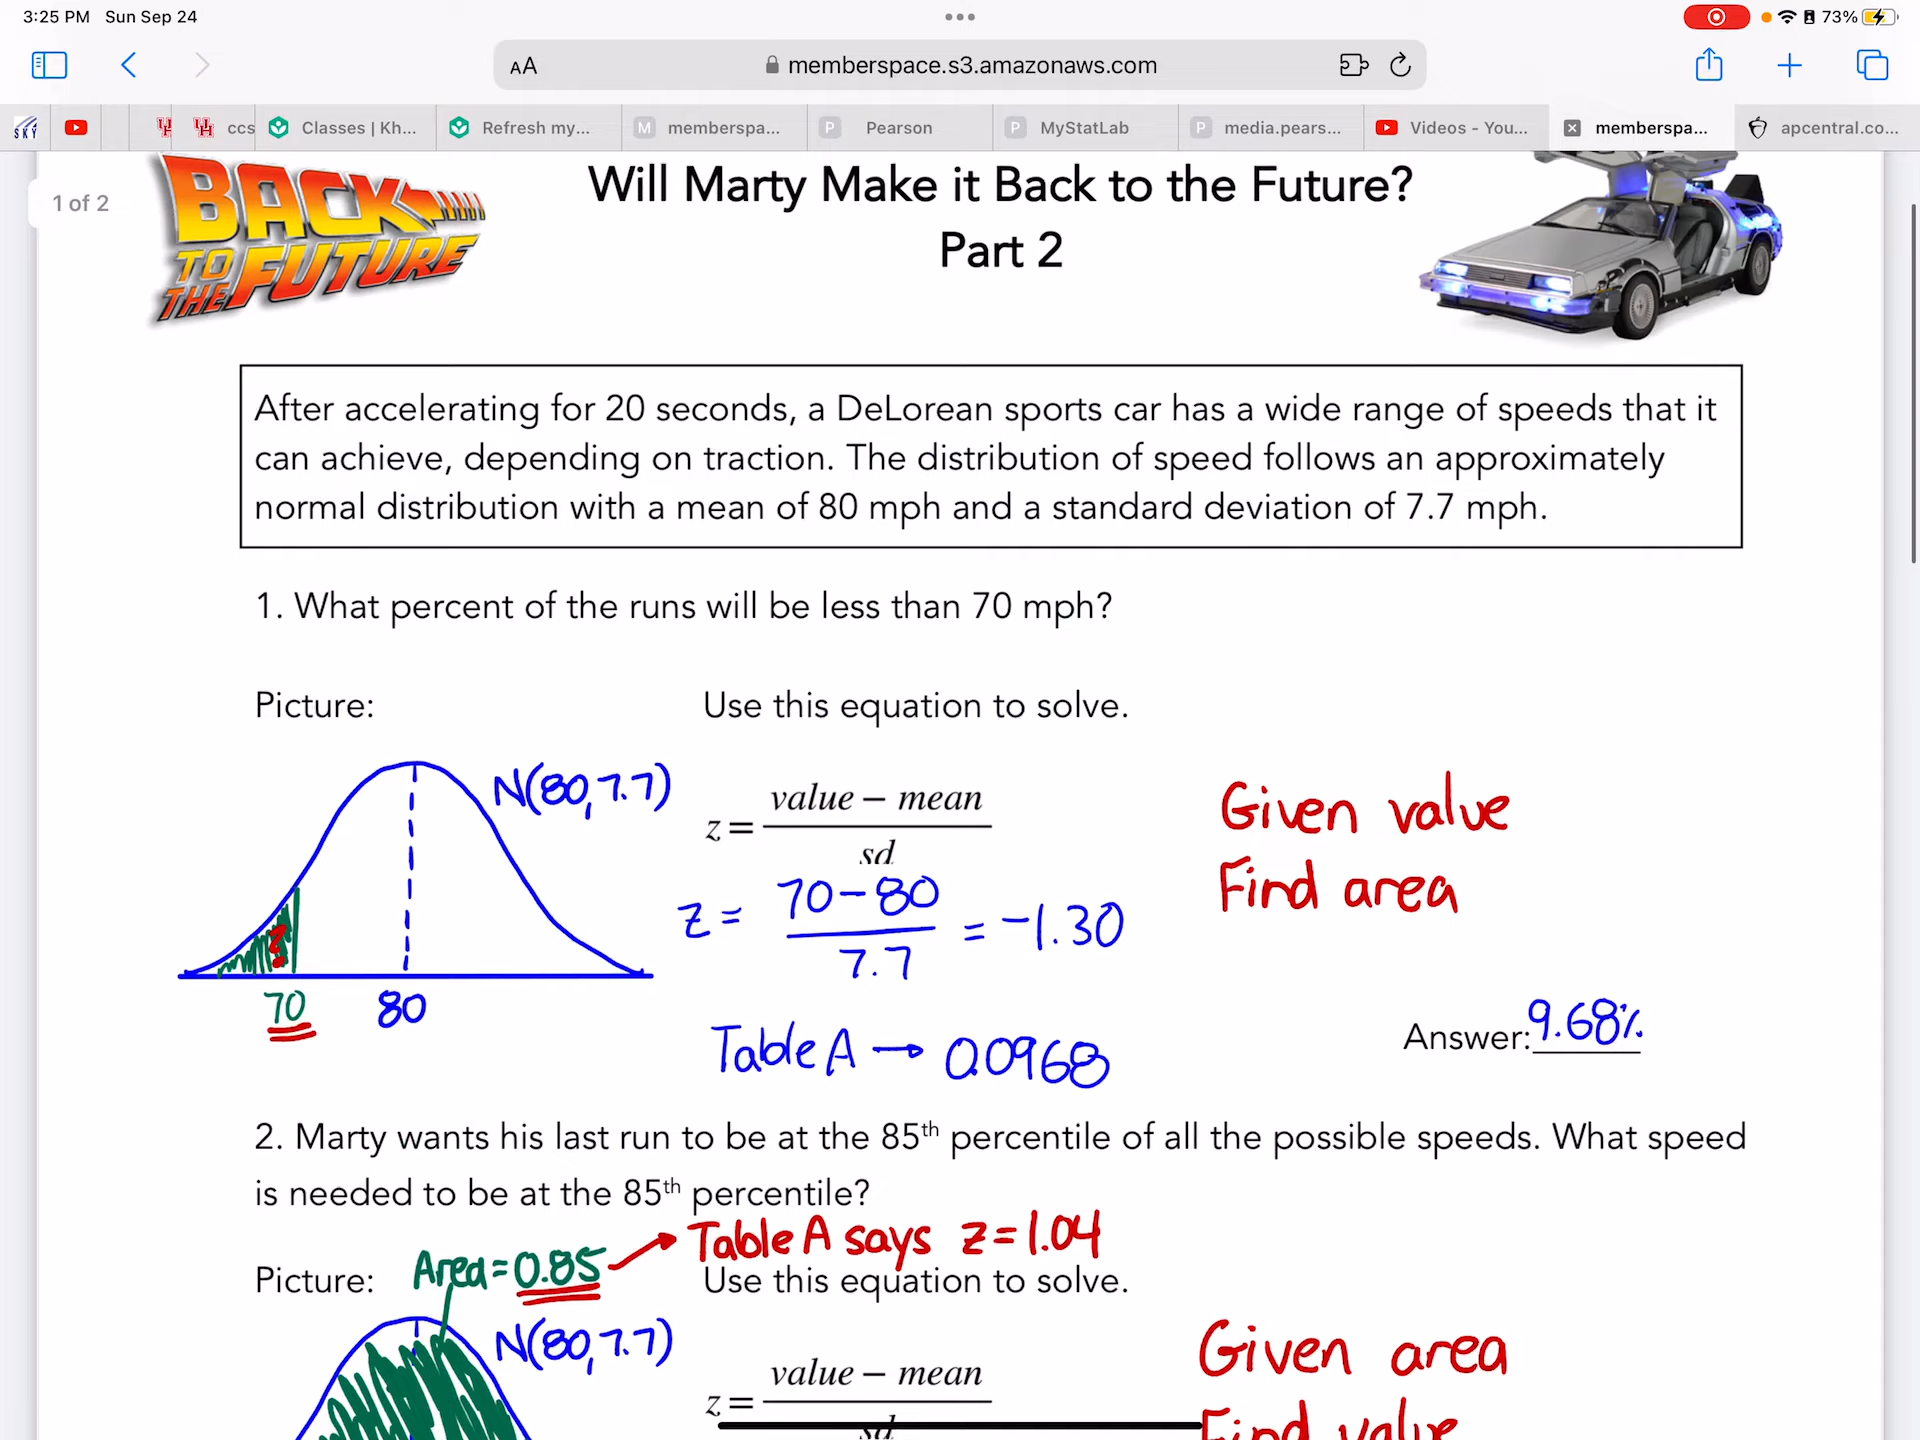 3:25 PM Sun Sep 24
73%
AA memberspace.s3.amazonaws.com
SKY
ccs
Classes | Kh...
Refresh my...
M memberspa...
P Pearson
P MyStatLab
P media.pears...
Videos - You...
memberspa...
apcentral.co...
1 of 2
BACK
TO
THE FUTURE
Will Marty Make it Back to the Future?
Part 2
After accelerating for 20 seconds, a DeLorean sports car has a wide range of speeds that it
can achieve, depending on traction. The distribution of speed follows an approximately
normal distribution with a mean of 80 mph and a standard deviation of 7.7 mph.
1. What percent of the runs will be less than 70 mph?
Picture:
Use this equation to solve.
N(80,7.7)
?
70
80
z = value – mean
sd
z = 70-80
7.7
= -1.30
Table A → 0.0968
Given value
Find area
Answer: 9.68%
2. Marty wants his last run to be at the 85th percentile of all the possible speeds. What speed
is needed to be at the 85th percentile?
Area = 0.85 → Table A says z = 1.04
Picture:
Use this equation to solve.
N(80,7.7)
z = value – mean
sd
Given area
Find value